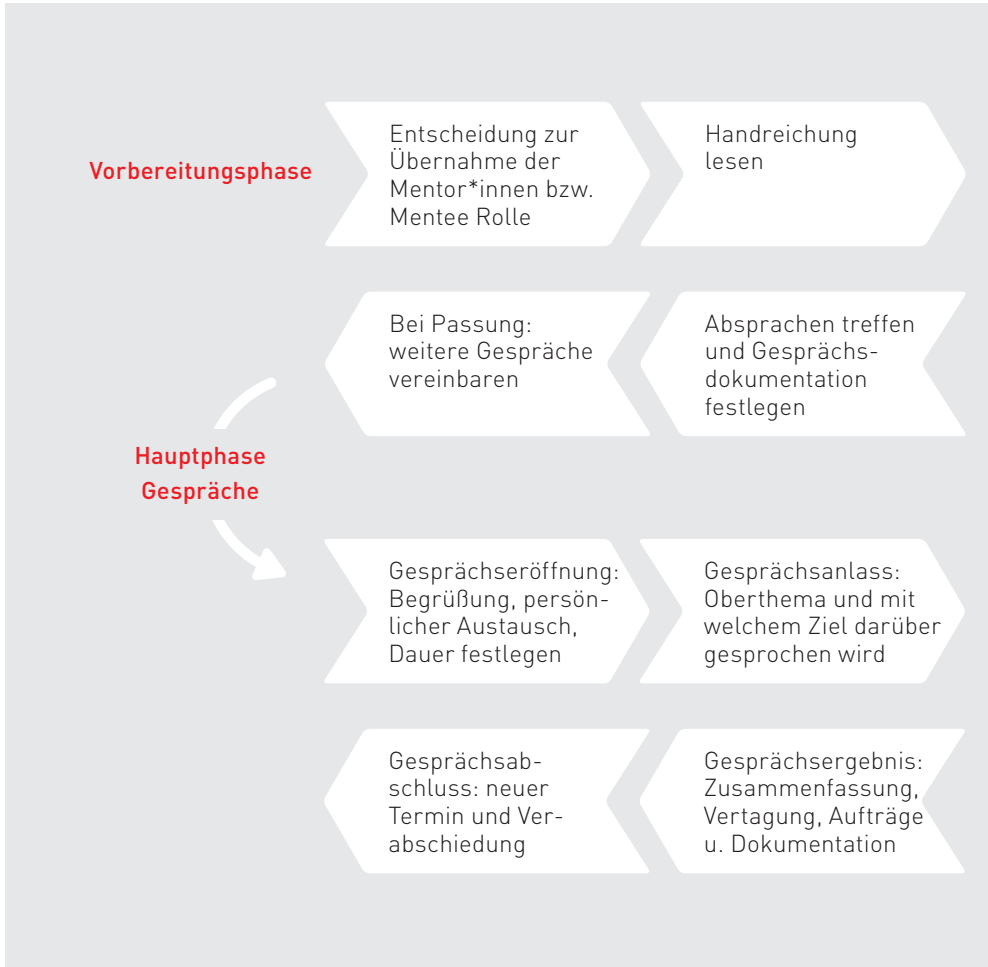 Vorbereitungsphase
Entscheidung zur
Übernahme der
Mentor*innen bzw.
Mentee Rolle
Handreichung
lesen
Bei Passung:
weitere Gespräche
vereinbaren
Absprachen treffen
und Gesprächs-
dokumentation
festlegen
Hauptphase
Gespräche
Gesprächseröffnung:
Begrüßung, persön-
licher Austausch,
Dauer festlegen
Gesprächsanlass:
Oberthema und mit
welchem Ziel darüber
gesprochen wird
Gesprächsab-
schluss: neuer
Termin und Ver-
abschiedung
Gesprächsergebnis:
Zusammenfassung,
Vertagung, Aufträge
u. Dokumentation